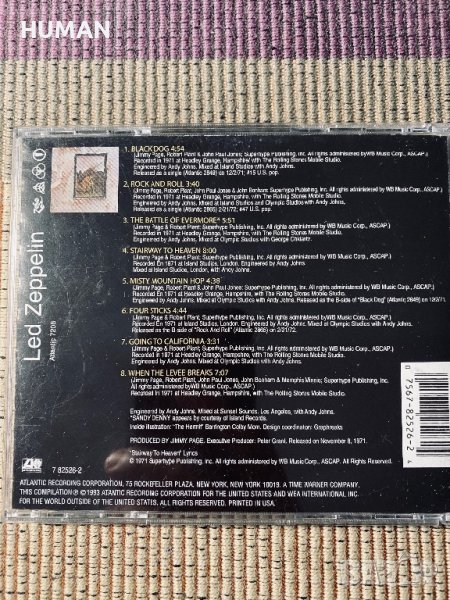 HUMAN
Led Zeppelin
Atlantic 7208
1. BLACK DOG 4:54
(Jimmy Page, Robert Plant & John Paul Jones; Superhype Publishing, Inc. All rights administered by WB Music Corp., ASCAP.)
Recorded in 1971 at Headley Grange, Hampshire, with The Rolling Stones Mobile Studio.
Engineered by Andy Johns, Mixed at Island Studios with Andy Johns.
Released as a single (Atlantic 2849) on 12/2/71; #15 U.S. pop.
2. ROCK AND ROLL 3:40
(Jimmy Page, Robert Plant, John Paul Jones & John Bonham; Superhype Publishing, Inc. All rights administered by WB Music Corp., ASCAP.)
Recorded in 1971 at Headley Grange, Hampshire, with The Rolling Stones Mobile Studio.
Engineered by Andy Johns, Mixed at Island Studios and Olympic Studios with Andy Johns.
Released as a single (Atlantic 2865) 2/21/72, #47 U.S. pop.
3. THE BATTLE OF EVERMORE* 5:51
(Jimmy Page & Robert Plant; Superhype Publishing, Inc. All rights administered by WB Music Corp., ASCAP.)
Recorded in 1971 at Headley Grange, Hampshire, with The Rolling Stones Mobile Studio.
Engineered by Andy Johns, Mixed at Olympic Studios with George Chkiantz.
4. STAIRWAY TO HEAVEN 8:00
(Jimmy Page & Robert Plant; Superhype Publishing, Inc. All rights administered by WB Music Corp., ASCAP.)
Recorded in 1971 at Island Studios, London. Engineered by Andy Johns.
Mixed at Island Studios, London, with Andy Johns.
5. MISTY MOUNTAIN HOP 4:38
(Jimmy Page, Robert Plant & John Paul Jones; Superhype Publishing, Inc. All rights administered by WB Music Corp., ASCAP.)
Recorded in 1971 at Headley Grange, Hampshire, with The Rolling Stones Mobile Studio.
Engineered by Andy Johns, Mixed at Olympic Studios with Andy Johns. Released as the B-side of "Black Dog" (Atlantic 2849) on 12/2/71.
6. FOUR STICKS 4:44
(Jimmy Page & Robert Plant; Superhype Publishing, Inc. All rights administered by WB Music Corp., ASCAP.)
Recorded in 1971 at Island Studios, London. Engineered by Andy Johns, Mixed at Olympic Studios with Andy Johns.
Released as the B side of "Rock And Roll" (Atlantic 2865) on 2/21/72.
7. GOING TO CALIFORNIA 3:31
(Jimmy Page & Robert Plant; Superhype Publishing, Inc. All rights administered by WB Music Corp., ASCAP.)
Recorded in 1971 at Headley Grange, Hampshire, with The Rolling Stones Mobile Studio.
8. WHEN THE LEVEE BREAKS 7:07
(Jimmy Page, Robert Plant, John Paul Jones, John Bonham & Memphis Minnie; Superhype Publishing, Inc.
All rights administered by WB Music Corp., ASCAP.)
Recorded in 1971 at Headley Grange, Hampshire, with The Rolling Stones Mobile Studio.
Engineered by Andy Johns. Mixed at Sunset Sounds, Los Angeles, with Andy Johns.
*SANDY DENNY appears by courtesy of Island Records.
Inside illustration: "The Hermit" Barrington Colby Mom. Design coordination: Graphreaks
PRODUCED BY JIMMY PAGE. Executive Producer: Peter Grant. Released on November 8, 1971.
'Stairway To Heaven' Lyrics
© 1971 Superhype Publishing, Inc. All rights administered by WB Music Corp., ASCAP. All Rights Reserved.
0 7567-82526-2 4
7 82526-2
ATLANTIC RECORDING CORPORATION, 75 ROCKEFELLER PLAZA, NEW YORK, NEW YORK 10019. A TIME WARNER COMPANY.
THIS COMPILATION ℗ © 1993 ATLANTIC RECORDING CORPORATION FOR THE UNITED STATES AND WEA INTERNATIONAL INC.
FOR THE WORLD OUTSIDE OF THE UNITED STATES. ALL RIGHTS RESERVED. PRINTED IN USA.